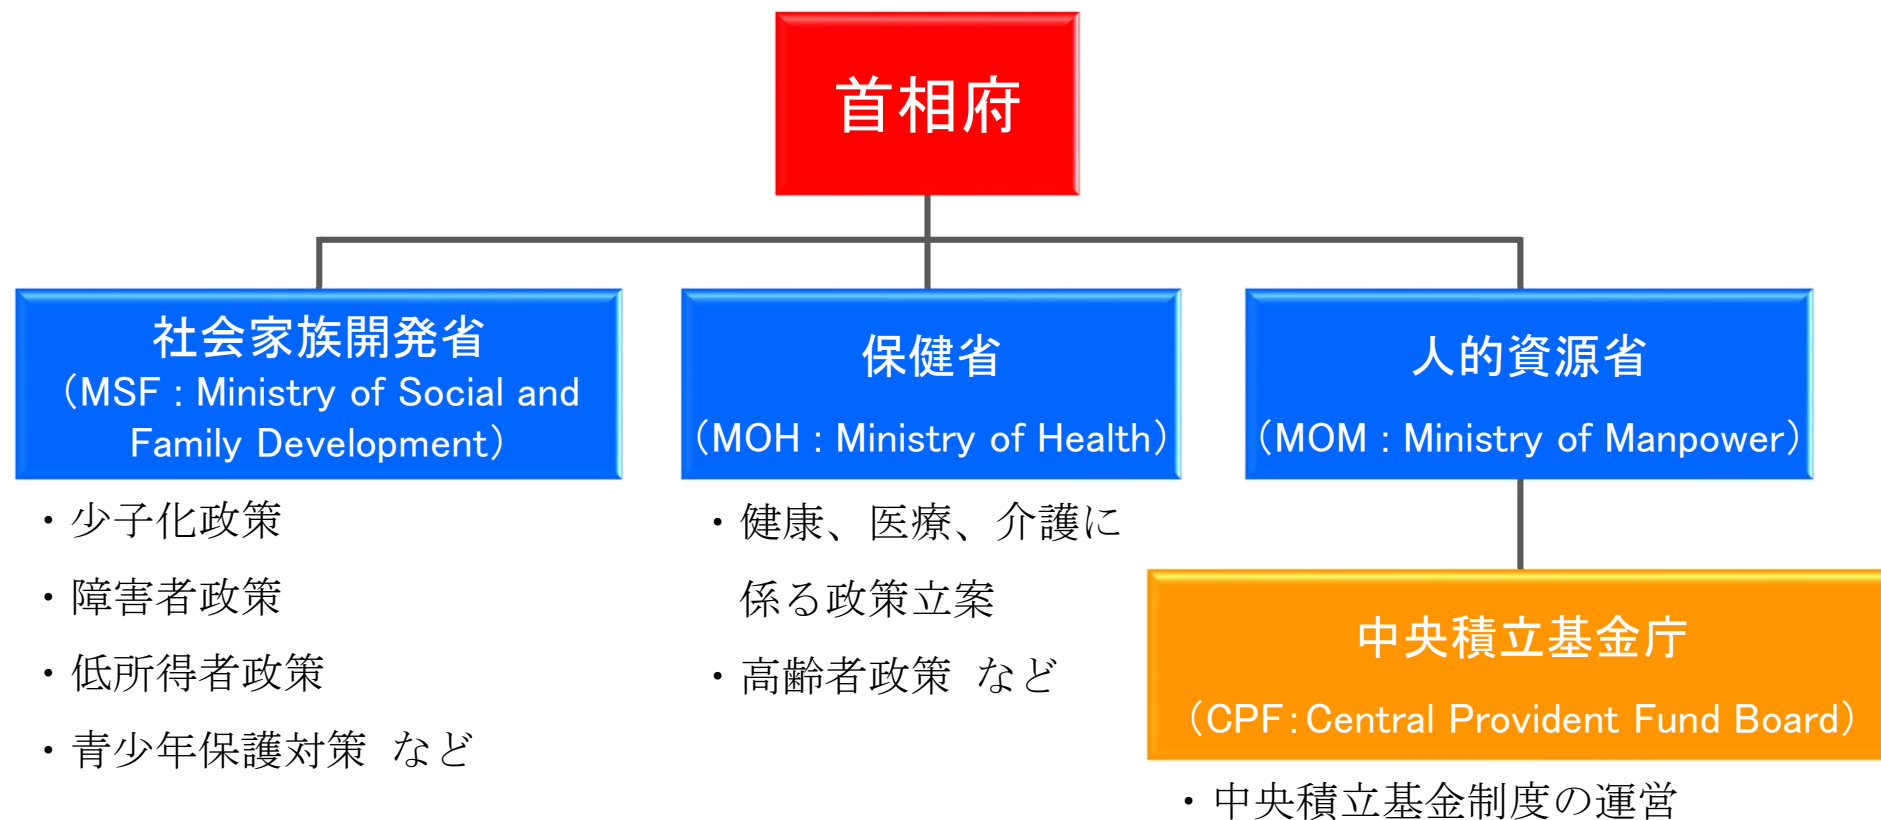 首相府
社会家族開発省
（MSF : Ministry of Social and
Family Development）
・少子化政策
・障害者政策
・低所得者政策
・青少年保護対策 など
保健省
（MOH : Ministry of Health）
・健康、医療、介護に
係る政策立案
・高齢者政策 など
人的資源省
（MOM : Ministry of Manpower）
中央積立基金庁
（CPF：Central Provident Fund Board）
・中央積立基金制度の運営